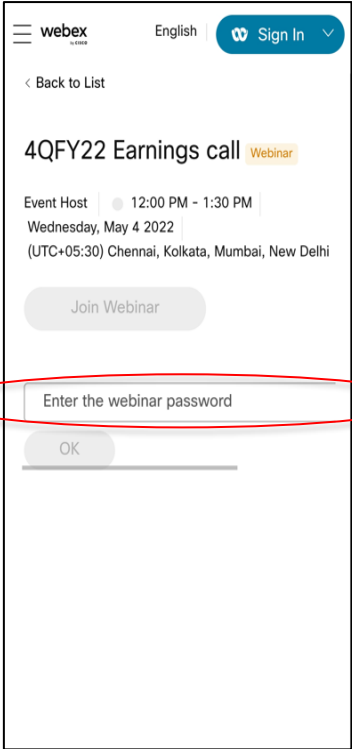 webex English Sign In
by CISCO
< Back to List
4QFY22 Earnings call Webinar
Event Host 12:00 PM - 1:30 PM
Wednesday, May 4 2022
(UTC+05:30) Chennai, Kolkata, Mumbai, New Delhi
Join Webinar
Enter the webinar password
OK